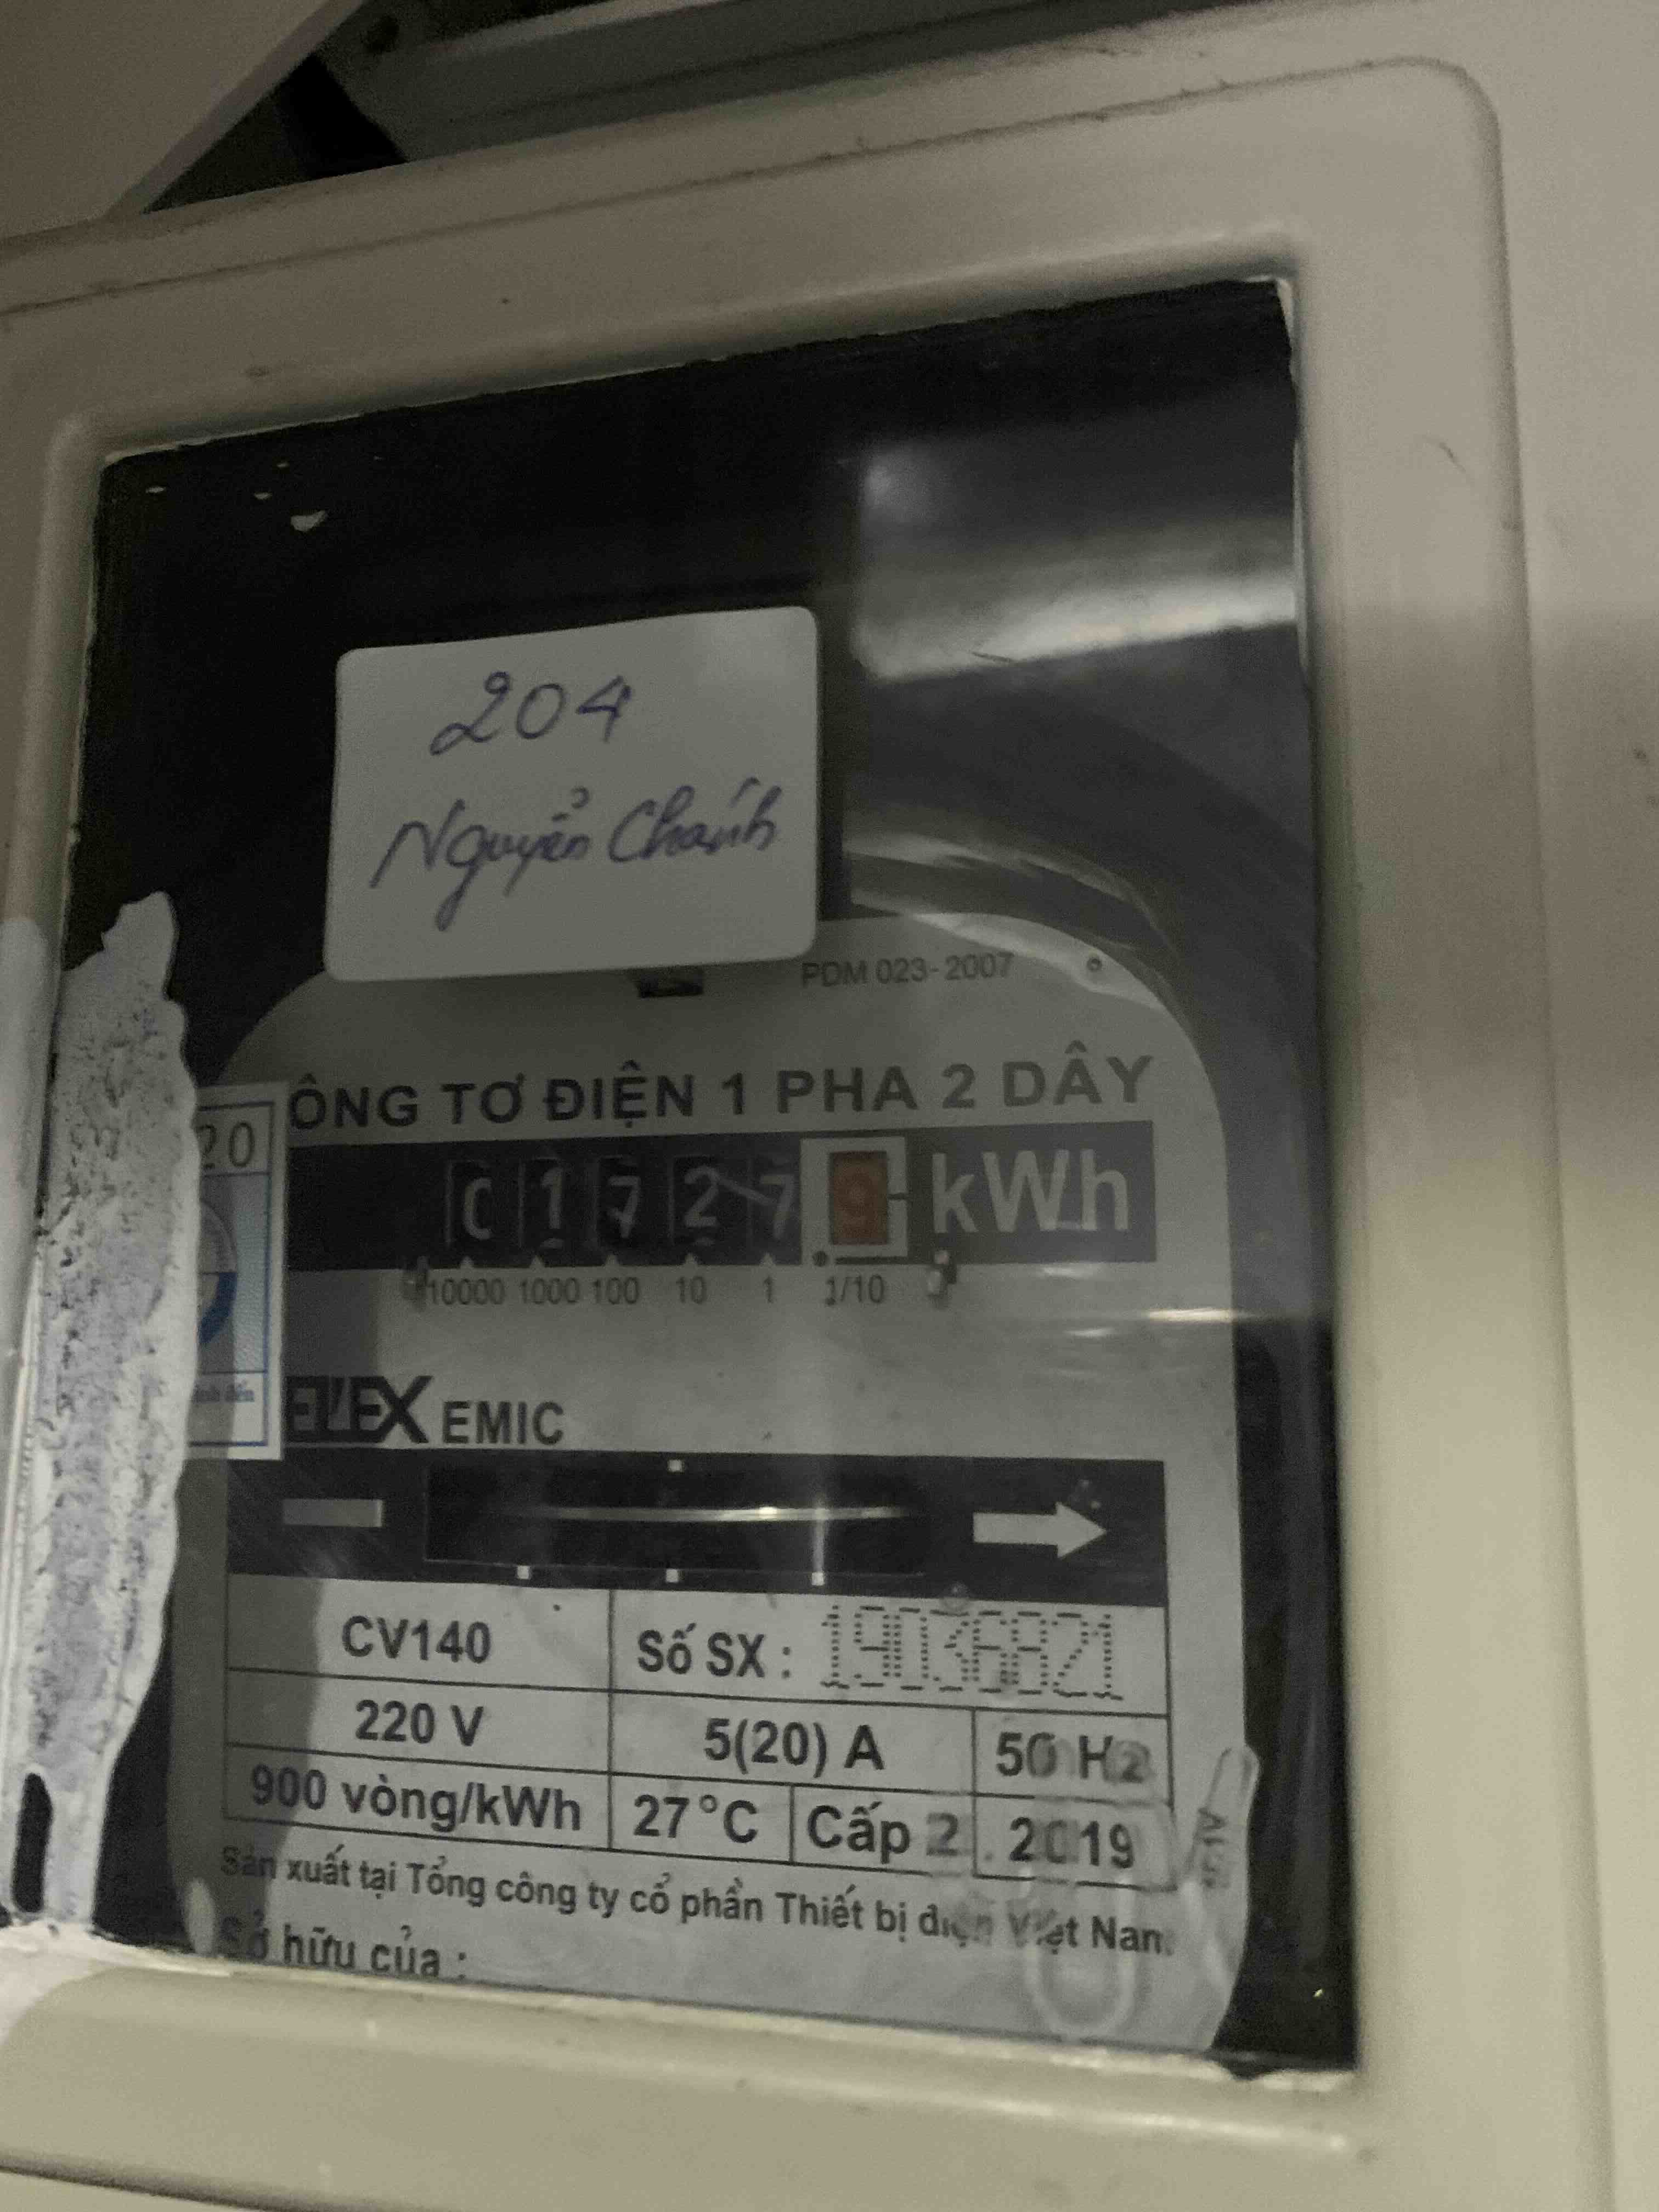 204
Nguyễn Chánh
PDM 023-2007
ÔNG TƠ ĐIỆN 1 PHA 2 DÂY
20
0 1 7 2 7 9 kWh
10000 1000 100 10 1 1/10
ELEX EMIC
CV140 Số SX : 19036821
220 V 5(20) A 50 Hz
900 vòng/kWh 27°C Cấp 2 2019
Sản xuất tại Tổng công ty cổ phần Thiết bị điện Việt Nam.
Sở hữu của :